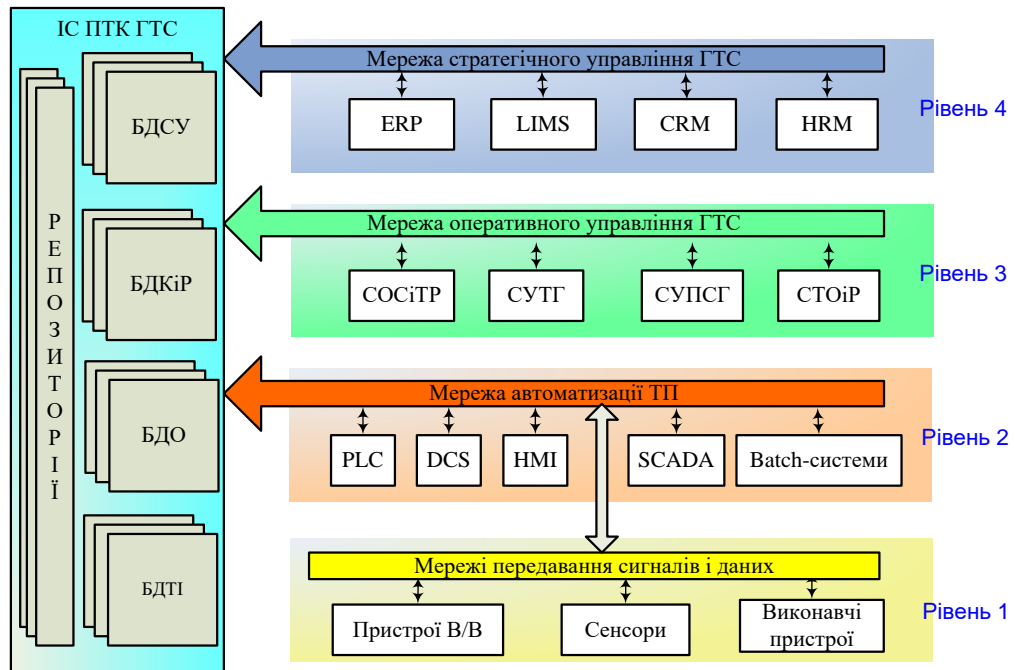 ІС ПТК ГТС
РЕПОЗИТОРІЇ
БДСУ
БДКіР
БДО
БДТІ
Мережа стратегічного управління ГТС
ERP
LIMS
CRM
HRM
Рівень 4
Мережа оперативного управління ГТС
СОСіТР
СУТГ
СУПСГ
СТОіР
Рівень 3
Мережа автоматизації ТП
PLC
DCS
HMI
SCADA
Batch-системи
Рівень 2
Мережі передавання сигналів і даних
Пристрої В/В
Сенсори
Виконавчі
пристрої
Рівень 1